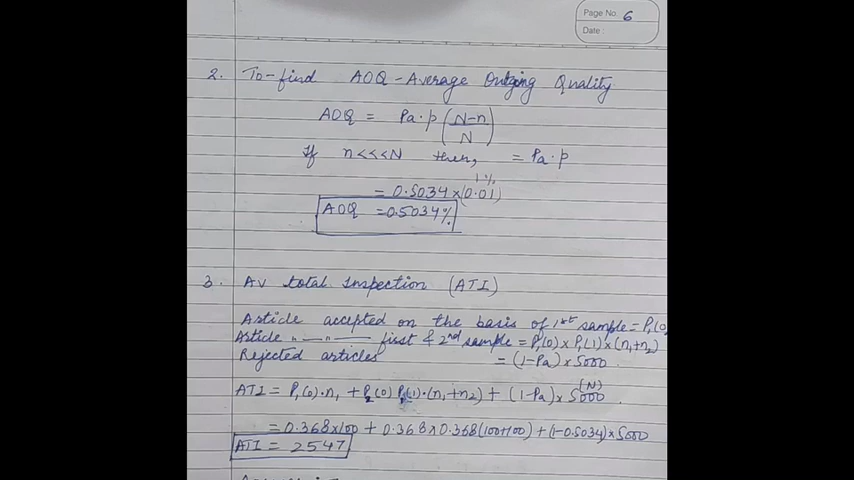 Page No. 6
Date:
2. To-find AOQ - Average Outgoing Quality
AOQ = Pa·p (N-n / N)
If n<<<N then, = Pa·p
1%
= 0.5034 × (0.01)
AOQ = 0.5034%
3. AV total Inspection (ATI)
Article accepted on the basis of 1st sample = P₁(0
Article " —"— first & 2nd sample = P₁(0) × P₁(1) × (n₁+n₂)
Rejected articles = (1-Pa) × 5000
(N)
ATI = P₁(0)·n₁ + P₂(0) P₁(1)·(n₁+n₂) + (1-Pa) × 5000
= 0.368×100 + 0.368×0.368(100+100) + (1-0.5034)×5000
ATI = 2547